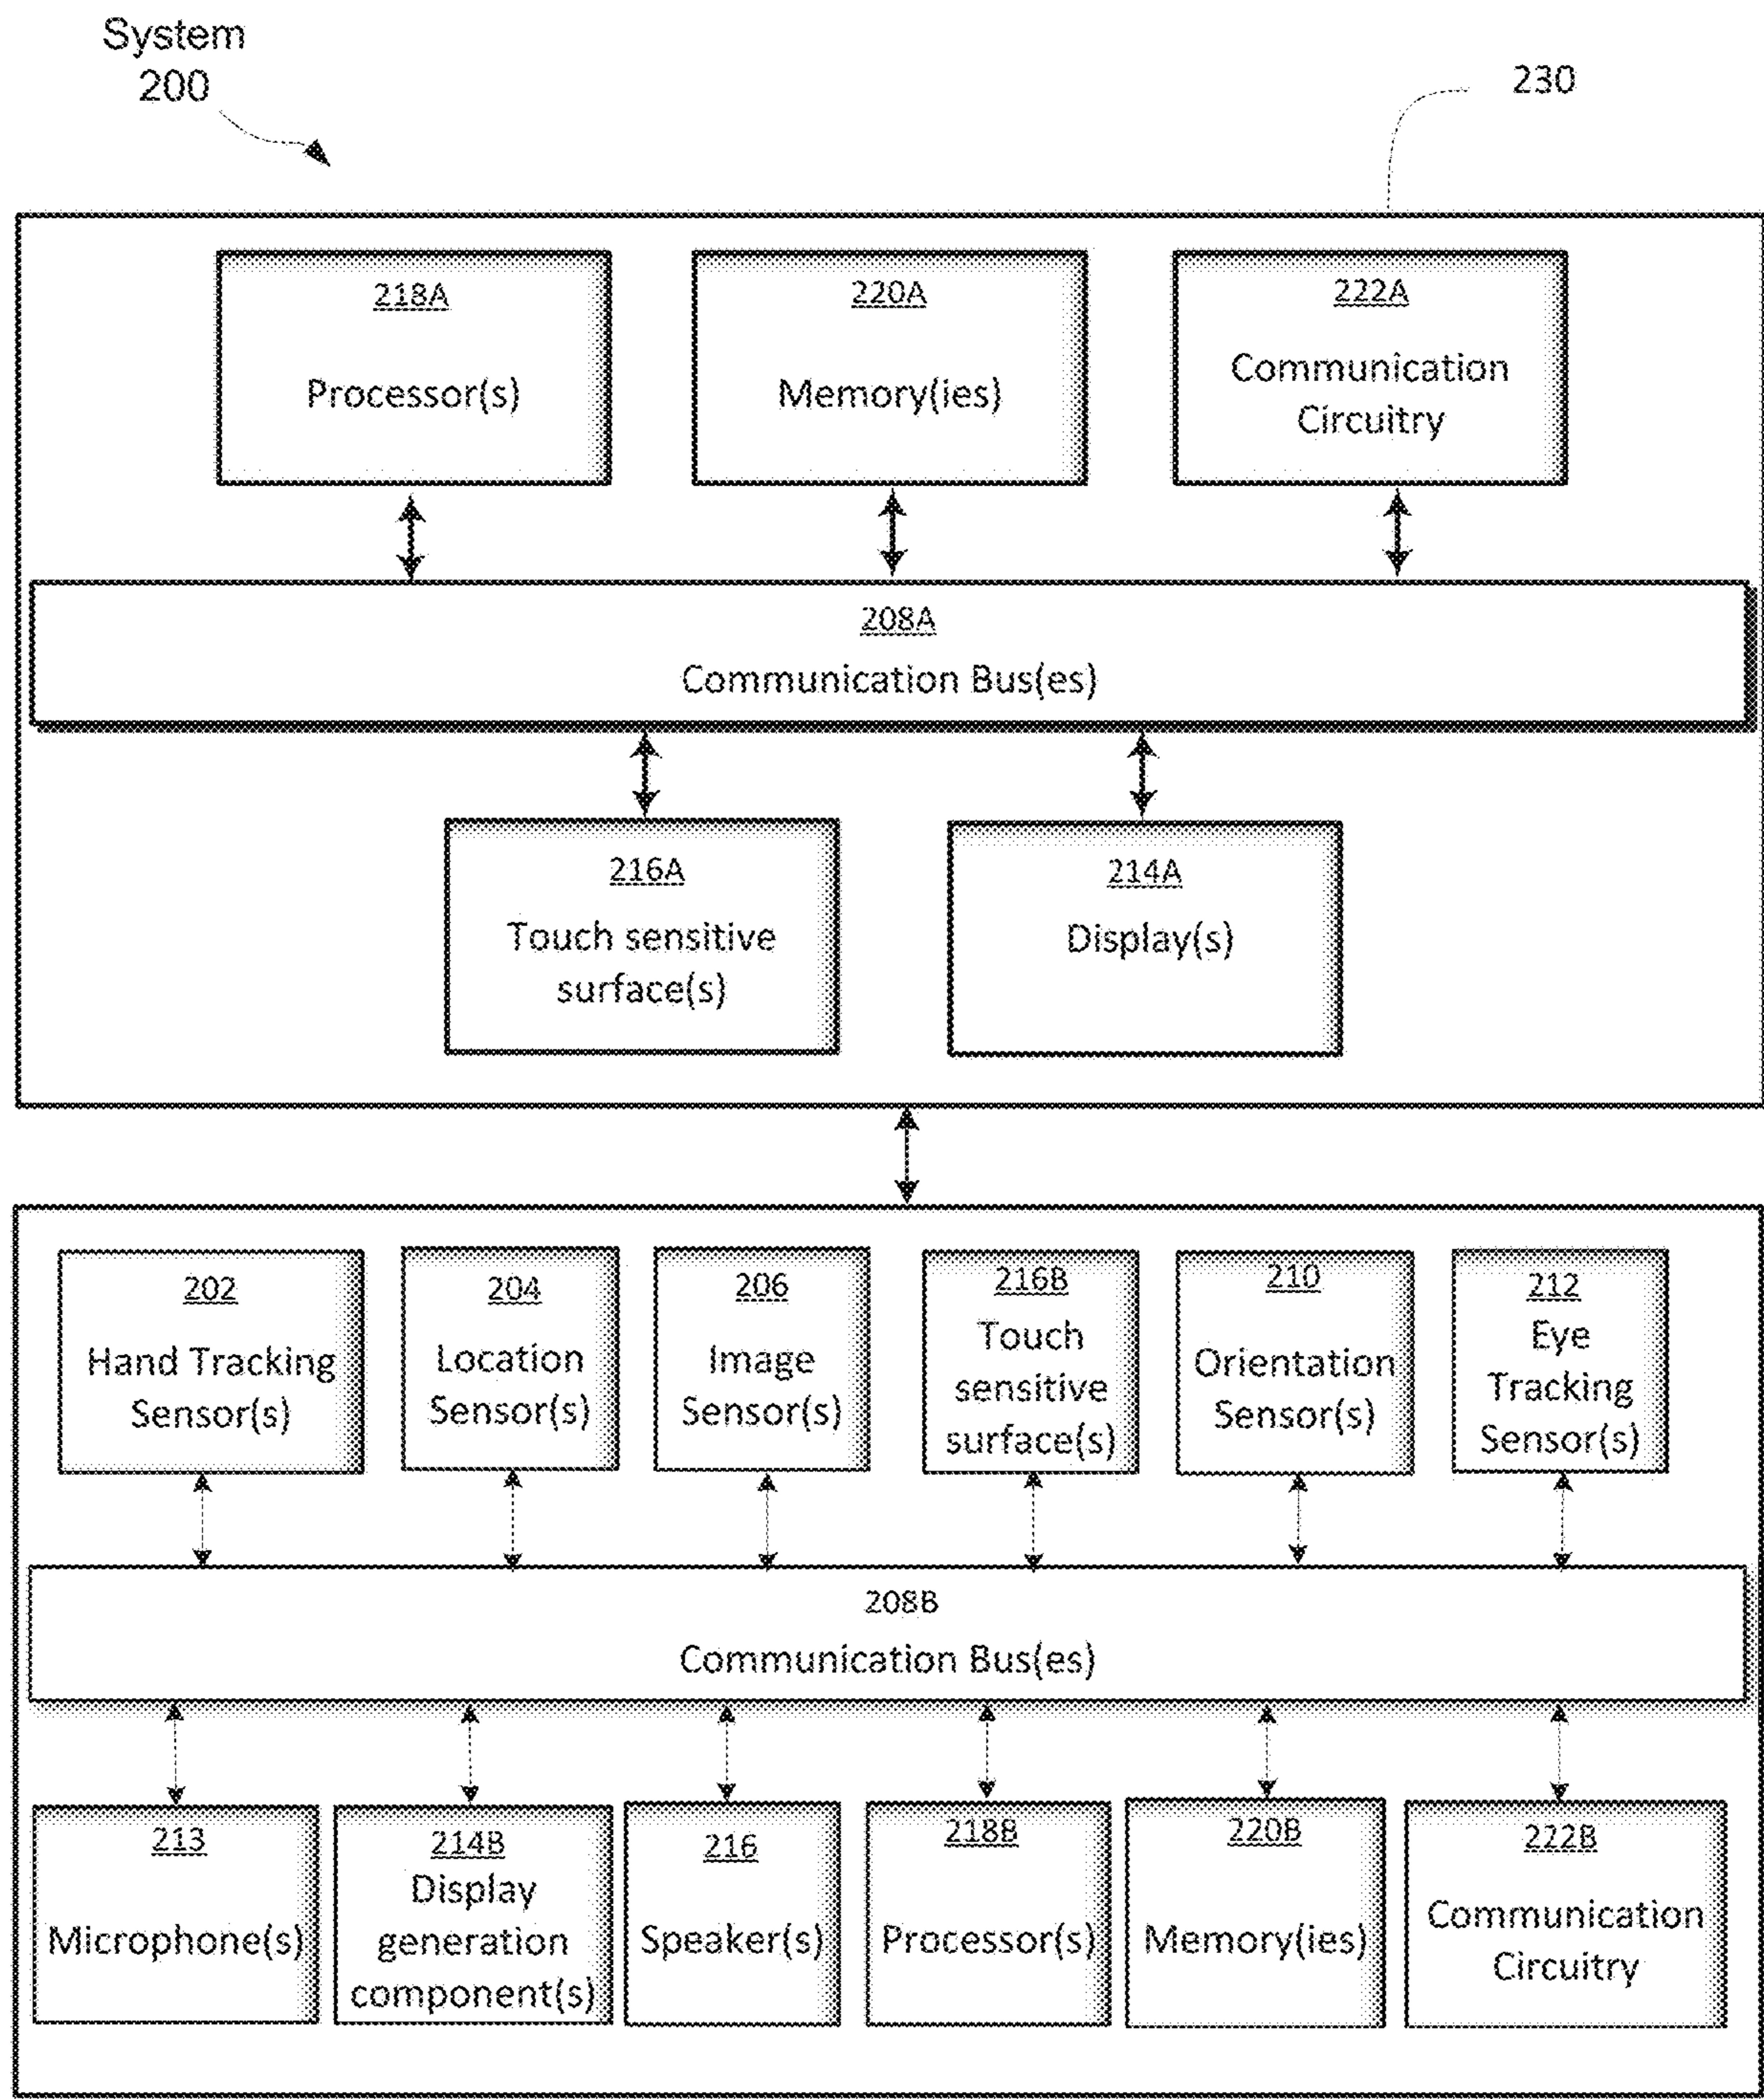 System
200
230
218A
Processor(s)
220A
Memory(ies)
222A
Communication
Circuitry
208A
Communication Bus(es)
216A
Touch sensitive
surface(s)
214A
Display(s)
202
Hand Tracking
Sensor(s)
204
Location
Sensor(s)
206
Image
Sensor(s)
216B
Touch
sensitive
surface(s)
210
Orientation
Sensor(s)
212
Eye
Tracking
Sensor(s)
208B
Communication Bus(es)
213
Microphone(s)
214B
Display
generation
component(s)
216
Speaker(s)
218B
Processor(s)
220B
Memory(ies)
222B
Communication
Circuitry